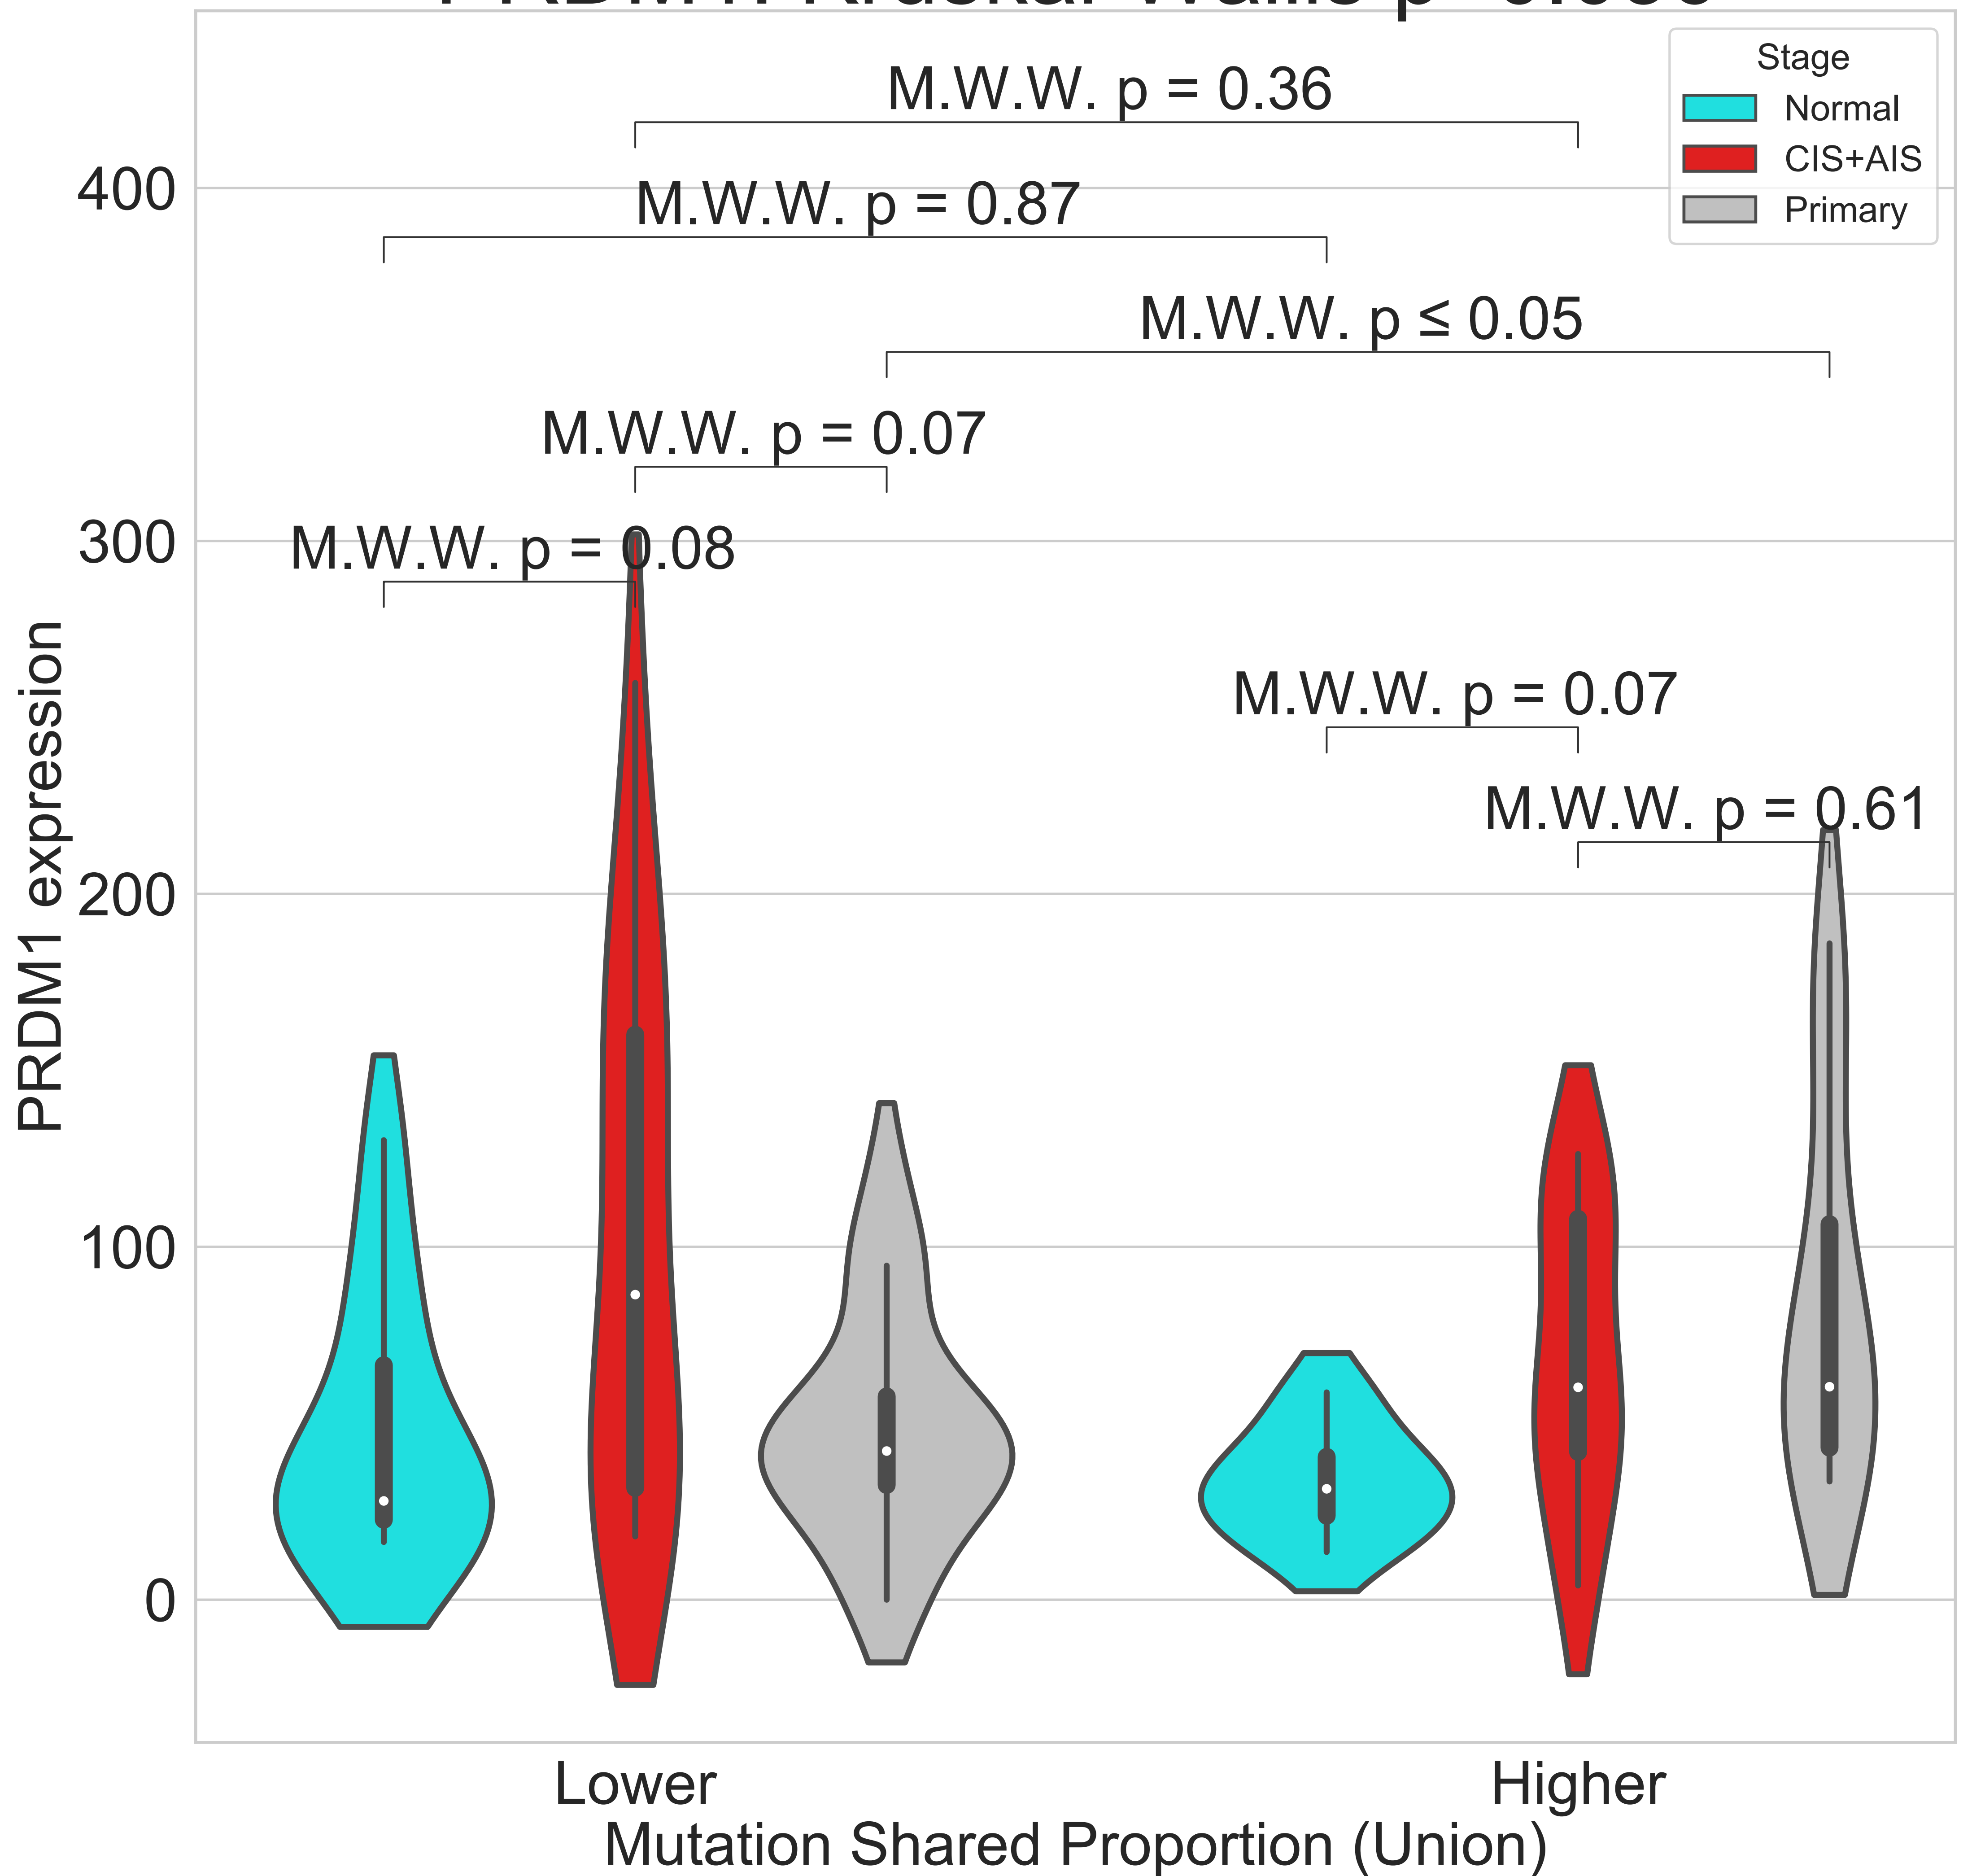 Stage
Normal
CIS+AIS
Primary
M.W.W. p = 0.36
400
M.W.W. p = 0.87
M.W.W. p ≤ 0.05
M.W.W. p = 0.07
300
M.W.W. p = 0.08
M.W.W. p = 0.07
M.W.W. p = 0.61
200
PRDM1 expression
100
0
Lower
Higher
Mutation Shared Proportion (Union)